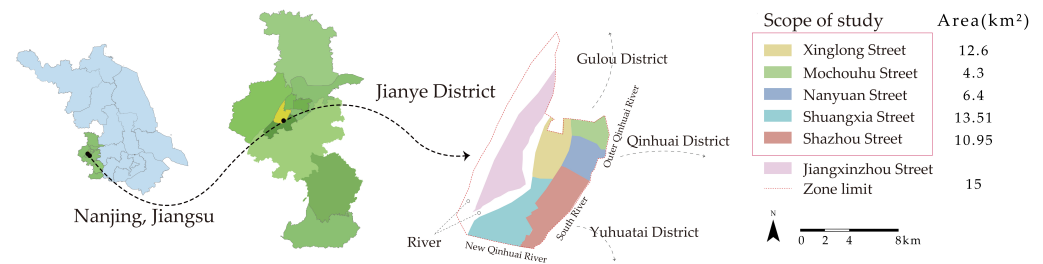 Nanjing, Jiangsu
Jianye District
Gulou District
Outer Qinhuai River
Qinhuai District
South River
Yuhuatai District
River
New Qinhuai River
Scope of study Area(km²)
Xinglong Street 12.6
Mochouhu Street 4.3
Nanyuan Street 6.4
Shuangxia Street 13.51
Shazhou Street 10.95
Jiangxinzhou Street 15
Zone limit
N
0 2 4 8km